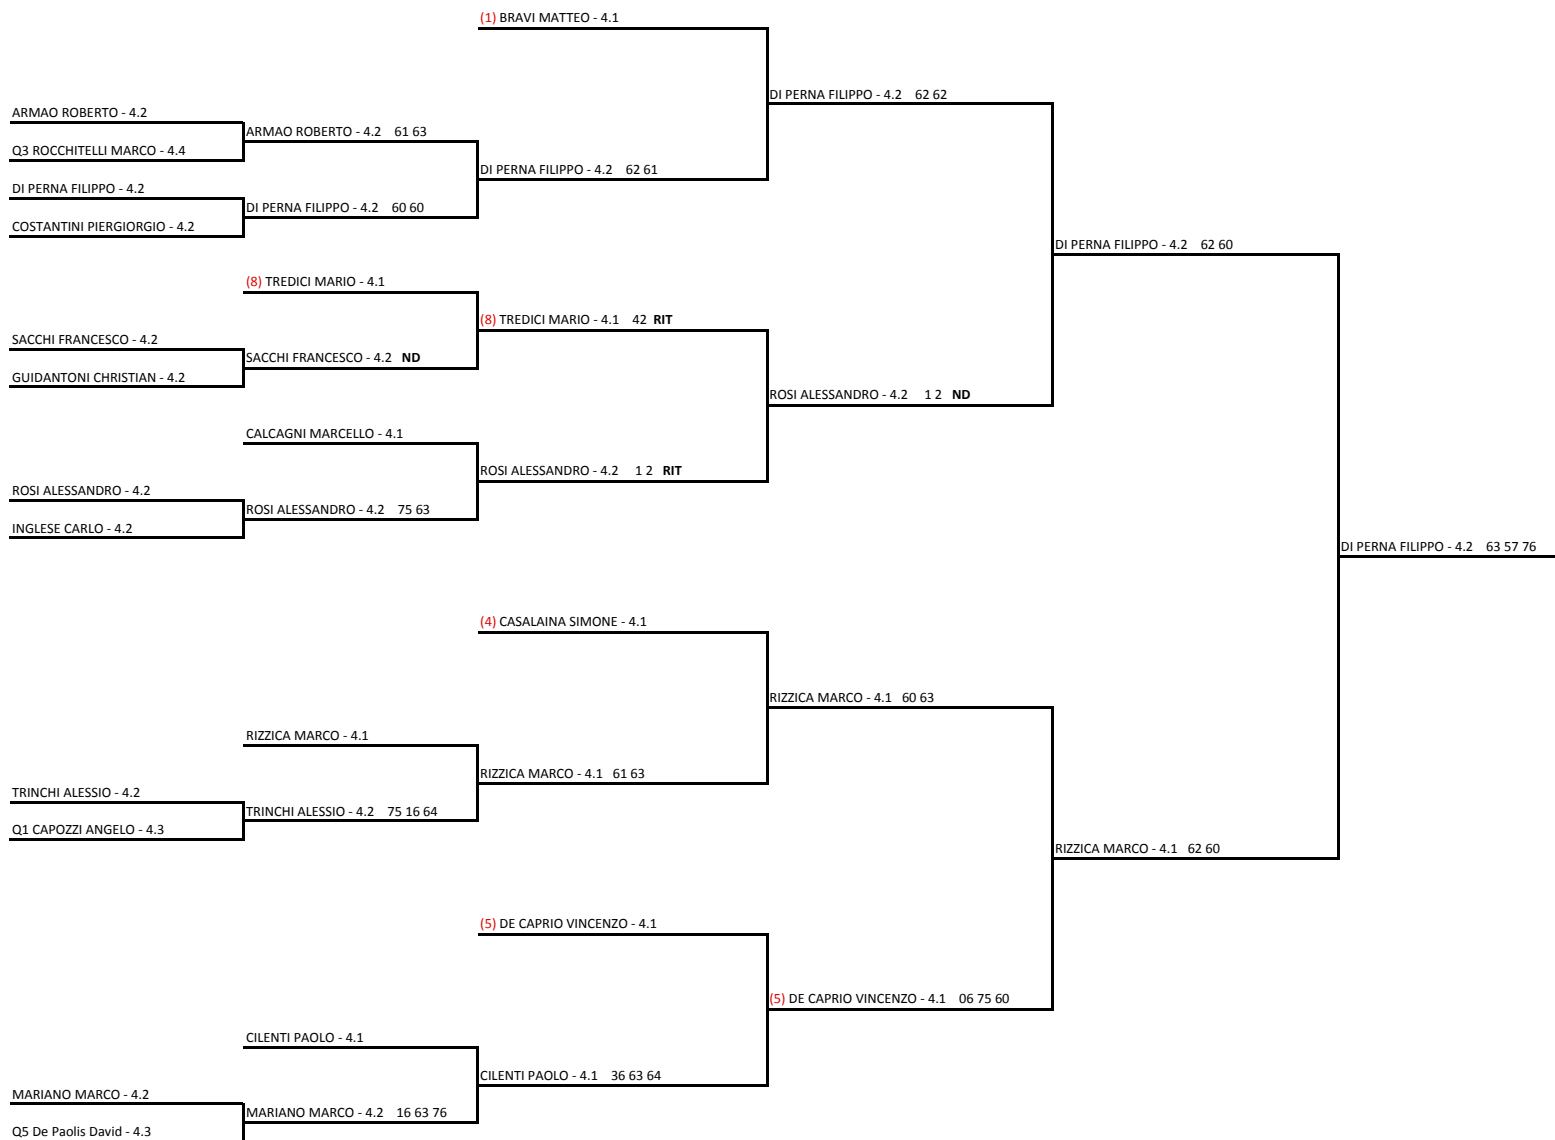 (1) BRAVI MATTEO - 4.1
DI PERNA FILIPPO - 4.2 62 62
ARMAO ROBERTO - 4.2
ARMAO ROBERTO - 4.2 61 63
Q3 ROCCHITELLI MARCO - 4.4
DI PERNA FILIPPO - 4.2 62 61
DI PERNA FILIPPO - 4.2
DI PERNA FILIPPO - 4.2 60 60
COSTANTINI PIERGIORGIO - 4.2
DI PERNA FILIPPO - 4.2 62 60
(8) TREDICI MARIO - 4.1
(8) TREDICI MARIO - 4.1 42 RIT
SACCHI FRANCESCO - 4.2
SACCHI FRANCESCO - 4.2 ND
GUIDANTONI CHRISTIAN - 4.2
ROSI ALESSANDRO - 4.2 1 2 ND
CALCAGNI MARCELLO - 4.1
ROSI ALESSANDRO - 4.2 1 2 RIT
ROSI ALESSANDRO - 4.2
ROSI ALESSANDRO - 4.2 75 63
INGLESE CARLO - 4.2
DI PERNA FILIPPO - 4.2 63 57 76
(4) CASALAINA SIMONE - 4.1
RIZZICA MARCO - 4.1 60 63
RIZZICA MARCO - 4.1
RIZZICA MARCO - 4.1 61 63
TRINCHI ALESSIO - 4.2
TRINCHI ALESSIO - 4.2 75 16 64
Q1 CAPOZZI ANGELO - 4.3
RIZZICA MARCO - 4.1 62 60
(5) DE CAPRIO VINCENZO - 4.1
(5) DE CAPRIO VINCENZO - 4.1 06 75 60
CILENTI PAOLO - 4.1
CILENTI PAOLO - 4.1 36 63 64
MARIANO MARCO - 4.2
MARIANO MARCO - 4.2 16 63 76
Q5 De Paolis David - 4.3